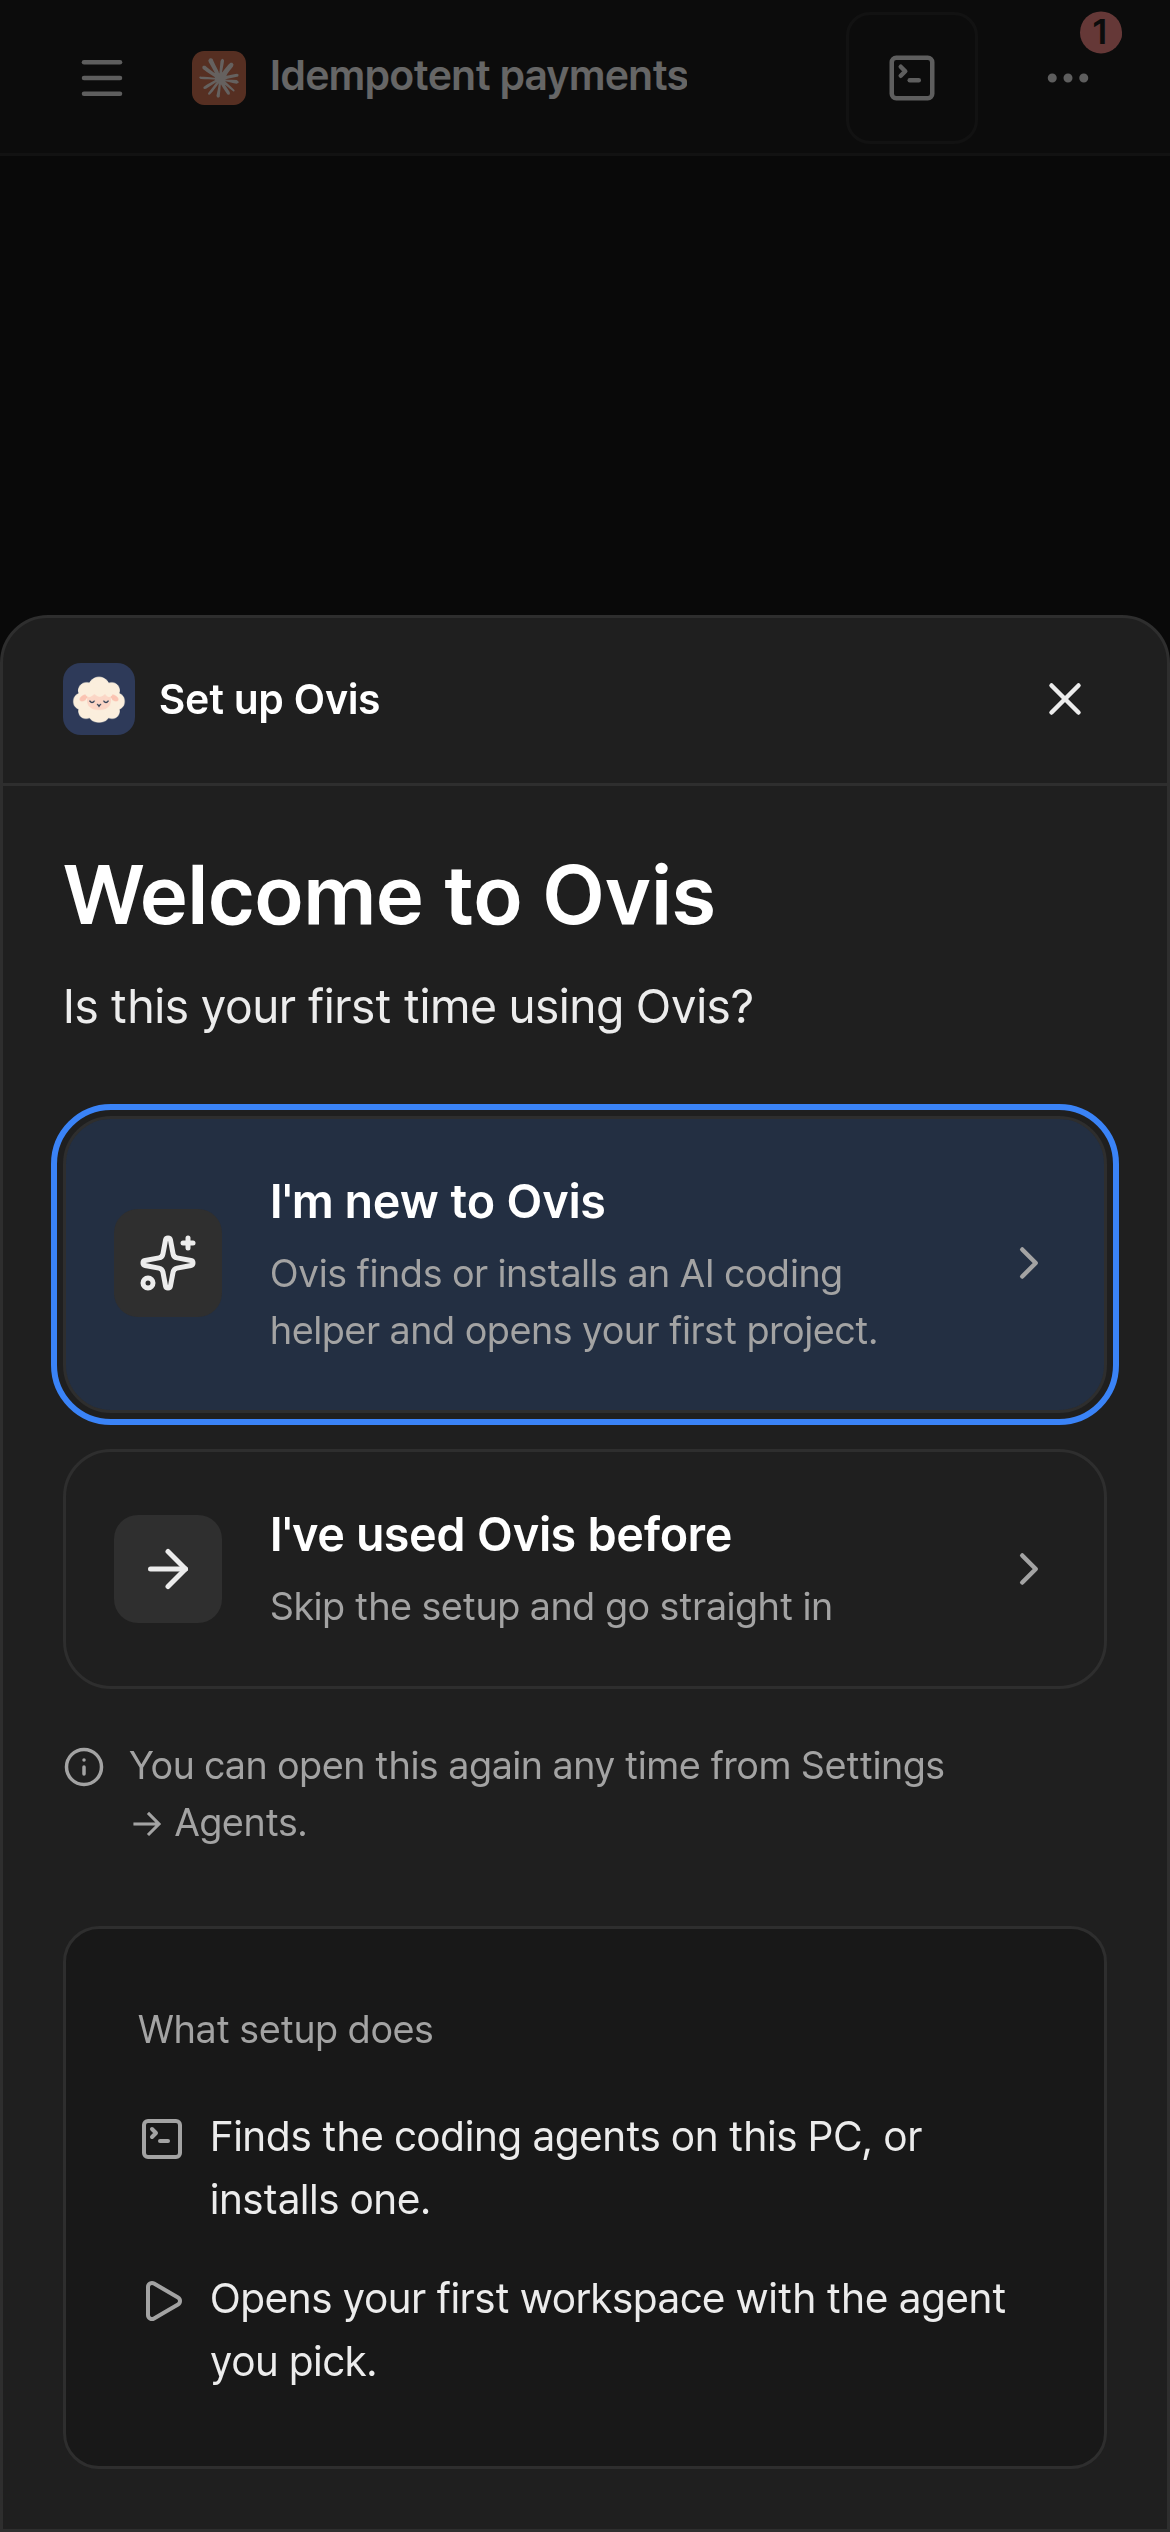 Idempotent payments
1
Set up Ovis
Welcome to Ovis
Is this your first time using Ovis?
I'm new to Ovis
Ovis finds or installs an AI coding
helper and opens your first project.
I've used Ovis before
Skip the setup and go straight in
You can open this again any time from Settings
→ Agents.
What setup does
Finds the coding agents on this PC, or
installs one.
Opens your first workspace with the agent
you pick.